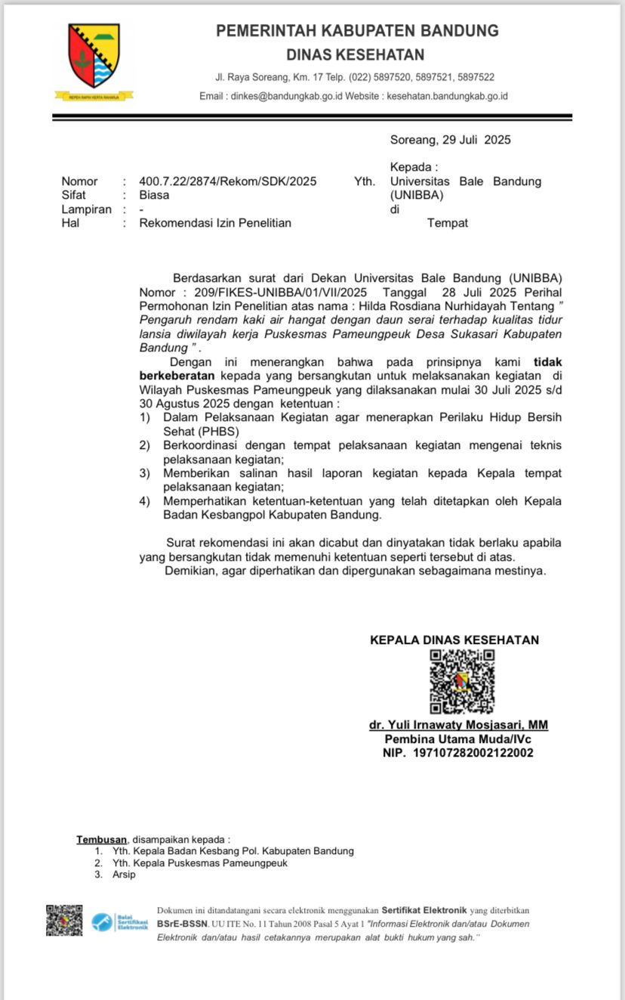 PEMERINTAH KABUPATEN BANDUNG
DINAS KESEHATAN
Jl. Raya Soreang, Km. 17 Telp. (022) 5897520, 5897521, 5897522
Email : dinkes@bandungkab.go.id Website : kesehatan.bandungkab.go.id
REPEH RAPIH KERTA RAHARJA
Soreang, 29 Juli 2025
Kepada :
Nomor : 400.7.22/2874/Rekom/SDK/2025 Yth. Universitas Bale Bandung
Sifat : Biasa (UNIBBA)
Lampiran : - di
Hal : Rekomendasi Izin Penelitian Tempat
Berdasarkan surat dari Dekan Universitas Bale Bandung (UNIBBA)
Nomor : 209/FIKES-UNIBBA/01/VII/2025 Tanggal 28 Juli 2025 Perihal
Permohonan Izin Penelitian atas nama : Hilda Rosdiana Nurhidayah Tentang "
Pengaruh rendam kaki air hangat dengan daun serai terhadap kualitas tidur
lansia diwilayah kerja Puskesmas Pameungpeuk Desa Sukasari Kabupaten
Bandung " .
Dengan ini menerangkan bahwa pada prinsipnya kami tidak
berkeberatan kepada yang bersangkutan untuk melaksanakan kegiatan di
Wilayah Puskesmas Pameungpeuk yang dilaksanakan mulai 30 Juli 2025 s/d
30 Agustus 2025 dengan ketentuan :
1) Dalam Pelaksanaan Kegiatan agar menerapkan Perilaku Hidup Bersih
Sehat (PHBS)
2) Berkoordinasi dengan tempat pelaksanaan kegiatan mengenai teknis
pelaksanaan kegiatan;
3) Memberikan salinan hasil laporan kegiatan kepada Kepala tempat
pelaksanaan kegiatan;
4) Memperhatikan ketentuan-ketentuan yang telah ditetapkan oleh Kepala
Badan Kesbangpol Kabupaten Bandung.
Surat rekomendasi ini akan dicabut dan dinyatakan tidak berlaku apabila
yang bersangkutan tidak memenuhi ketentuan seperti tersebut di atas.
Demikian, agar diperhatikan dan dipergunakan sebagaimana mestinya.
KEPALA DINAS KESEHATAN
dr. Yuli Irnawaty Mosjasari, MM
Pembina Utama Muda/IVc
NIP. 197107282002122002
Tembusan, disampaikan kepada :
1. Yth. Kepala Badan Kesbang Pol. Kabupaten Bandung
2. Yth. Kepala Puskesmas Pameungpeuk
3. Arsip
Balai
Sertifikasi
Elektronik
Dokumen ini ditandatangani secara elektronik menggunakan Sertifikat Elektronik yang diterbitkan
BSrE-BSSN. UU ITE No. 11 Tahun 2008 Pasal 5 Ayat 1 "Informasi Elektronik dan/atau Dokumen
Elektronik dan/atau hasil cetakannya merupakan alat bukti hukum yang sah."